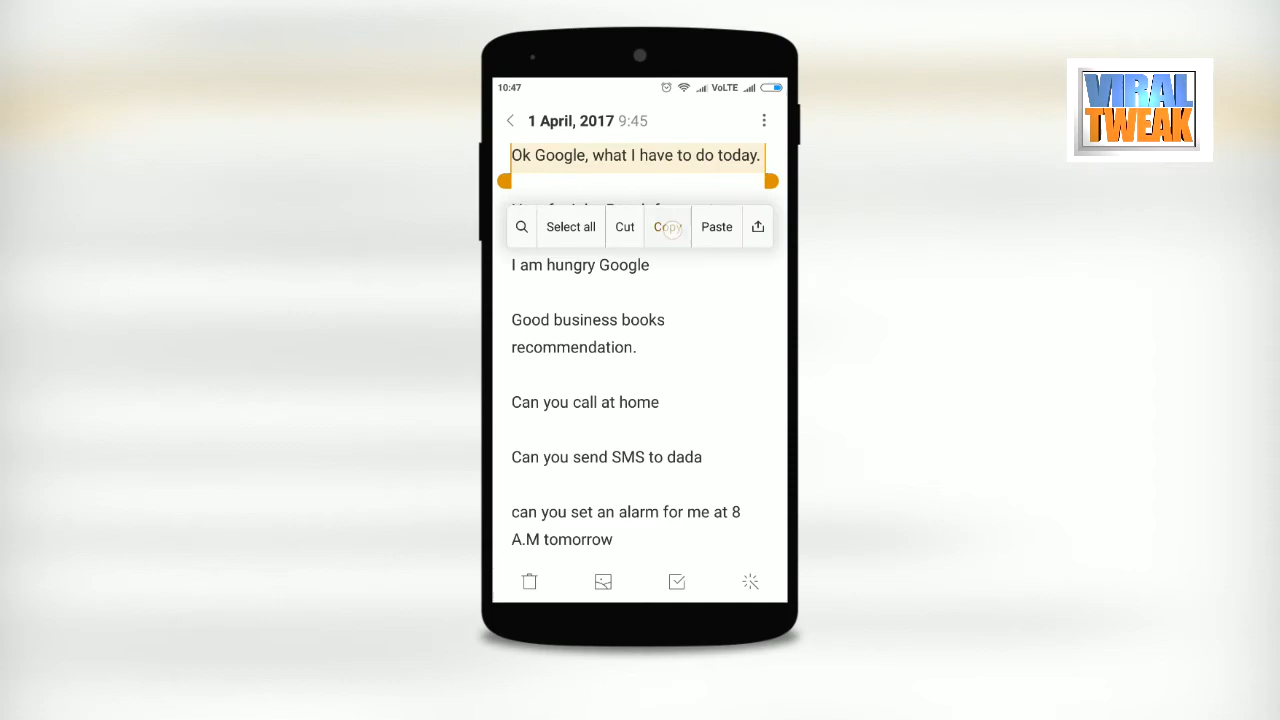 VIRAL
TWEAK
10:47 VoLTE
1 April, 2017 9:45
Ok Google, what I have to do today.
Select all Cut Copy Paste
I am hungry Google
Good business books
recommendation.
Can you call at home
Can you send SMS to dada
can you set an alarm for me at 8
A.M tomorrow